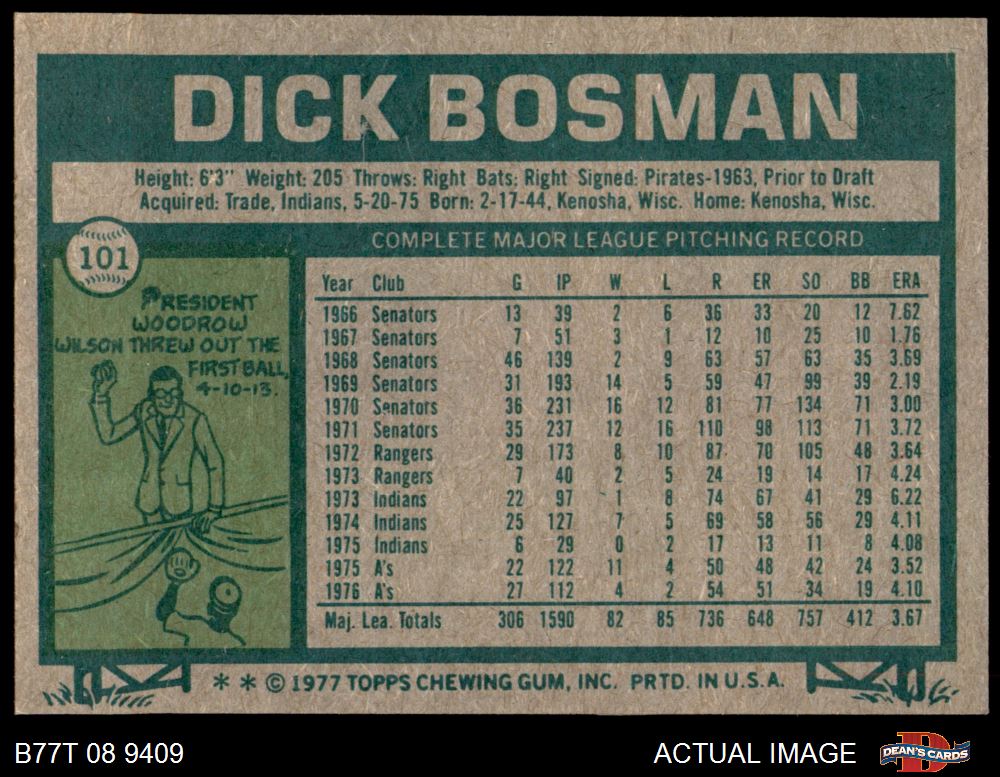 DICK BOSMAN
Height: 6'3" Weight: 205 Throws: Right Bats: Right Signed: Pirates-1963, Prior to Draft
Acquired: Trade, Indians, 5-20-75 Born: 2-17-44, Kenosha, Wisc. Home: Kenosha, Wisc.
101
PRESIDENT
WOODROW
WILSON THREW OUT THE
FIRST BALL,
4-10-13.
COMPLETE MAJOR LEAGUE PITCHING RECORD
Year Club G IP W L R ER SO BB ERA
1966 Senators 13 39 2 6 36 33 20 12 7.62
1967 Senators 7 51 3 1 12 10 25 10 1.76
1968 Senators 46 139 2 9 63 57 63 35 3.69
1969 Senators 31 193 14 5 59 47 99 39 2.19
1970 Senators 36 231 16 12 81 77 134 71 3.00
1971 Senators 35 237 12 16 110 98 113 71 3.72
1972 Rangers 29 173 8 10 87 70 105 48 3.64
1973 Rangers 7 40 2 5 24 19 14 17 4.24
1973 Indians 22 97 1 8 74 67 41 29 6.22
1974 Indians 25 127 7 5 69 58 56 29 4.11
1975 Indians 6 29 0 2 17 13 11 8 4.08
1975 A's 22 122 11 4 50 48 42 24 3.52
1976 A's 27 112 4 2 54 51 34 19 4.10
Maj. Lea. Totals 306 1590 82 85 736 648 757 412 3.67
* * © 1977 TOPPS CHEWING GUM, INC. PRTD. IN U.S.A.
B77T 08 9409
ACTUAL IMAGE
DEAN'S CARDS